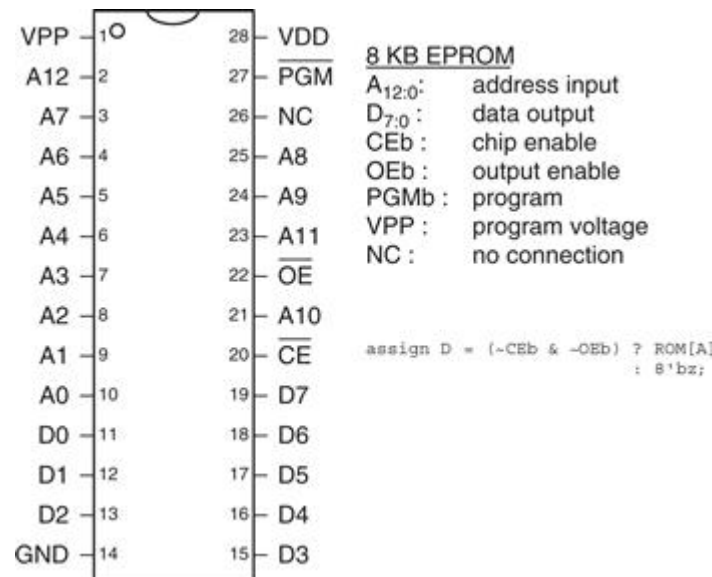 VPP 1 28 VDD
A12 2 27 PGM
A7 3 26 NC
A6 4 25 A8
A5 5 24 A9
A4 6 23 A11
A3 7 22 OE
A2 8 21 A10
A1 9 20 CE
A0 10 19 D7
D0 11 18 D6
D1 12 17 D5
D2 13 16 D4
GND 14 15 D3
8 KB EPROM
A12:0: address input
D7:0 : data output
CEb : chip enable
OEb : output enable
PGMb : program
VPP : program voltage
NC : no connection
assign D = (~CEb & ~OEb) ? ROM[A]
: 8'bz;